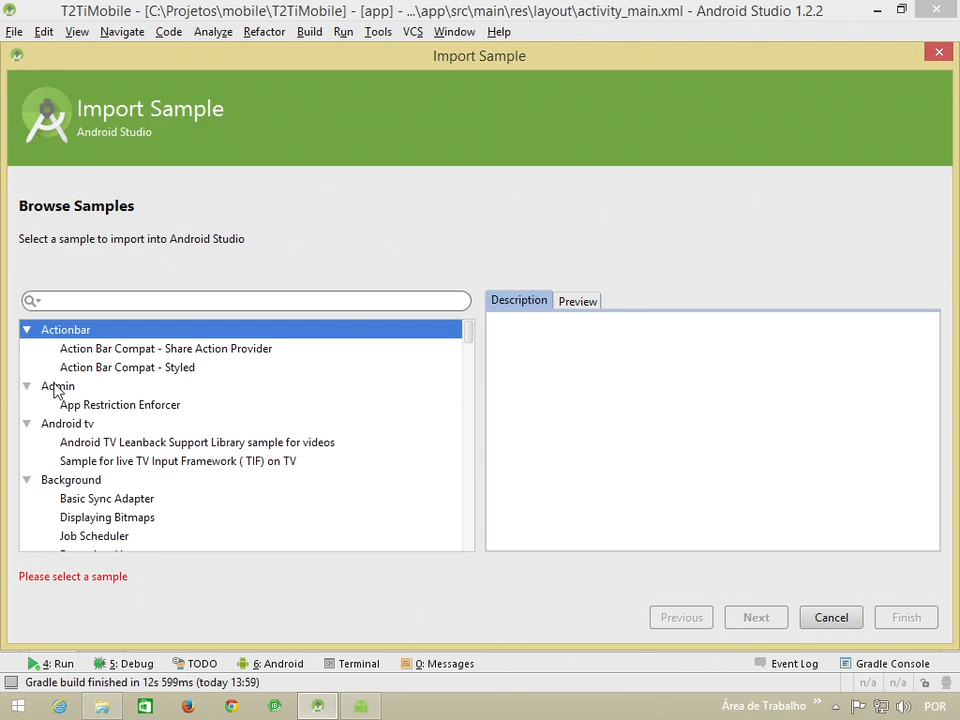 T2TiMobile - [C:\Projetos\mobile\T2TiMobile] - [app] - ...\app\src\main\res\layout\activity_main.xml - Android Studio 1.2.2
File Edit View Navigate Code Analyze Refactor Build Run Tools VCS Window Help
Import Sample
Import Sample
Android Studio
Browse Samples
Select a sample to import into Android Studio
Description Preview
Actionbar
Action Bar Compat - Share Action Provider
Action Bar Compat - Styled
Admin
App Restriction Enforcer
Android tv
Android TV Leanback Support Library sample for videos
Sample for live TV Input Framework ( TIF) on TV
Background
Basic Sync Adapter
Displaying Bitmaps
Job Scheduler
Please select a sample
Previous Next Cancel Finish
4: Run 5: Debug TODO 6: Android Terminal 0: Messages Event Log Gradle Console
Gradle build finished in 12s 599ms (today 13:59) n/a n/a
Área de Trabalho POR